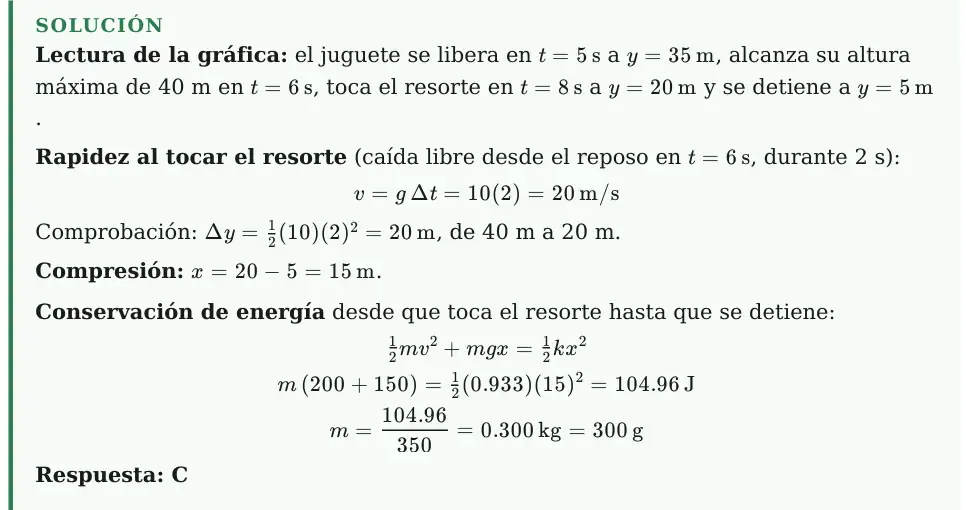 SOLUCIÓN
Lectura de la gráfica: el juguete se libera en t = 5 s a y = 35 m, alcanza su altura
máxima de 40 m en t = 6 s, toca el resorte en t = 8 s a y = 20 m y se detiene a y = 5 m
.
Rapidez al tocar el resorte (caída libre desde el reposo en t = 6 s, durante 2 s):
v = g Δt = 10(2) = 20 m/s
Comprobación: Δy = ½(10)(2)² = 20 m, de 40 m a 20 m.
Compresión: x = 20 − 5 = 15 m.
Conservación de energía desde que toca el resorte hasta que se detiene:
½mv² + mgx = ½kx²
m (200 + 150) = ½(0.933)(15)² = 104.96 J
m = 104.96/350 = 0.300 kg = 300 g
Respuesta: C